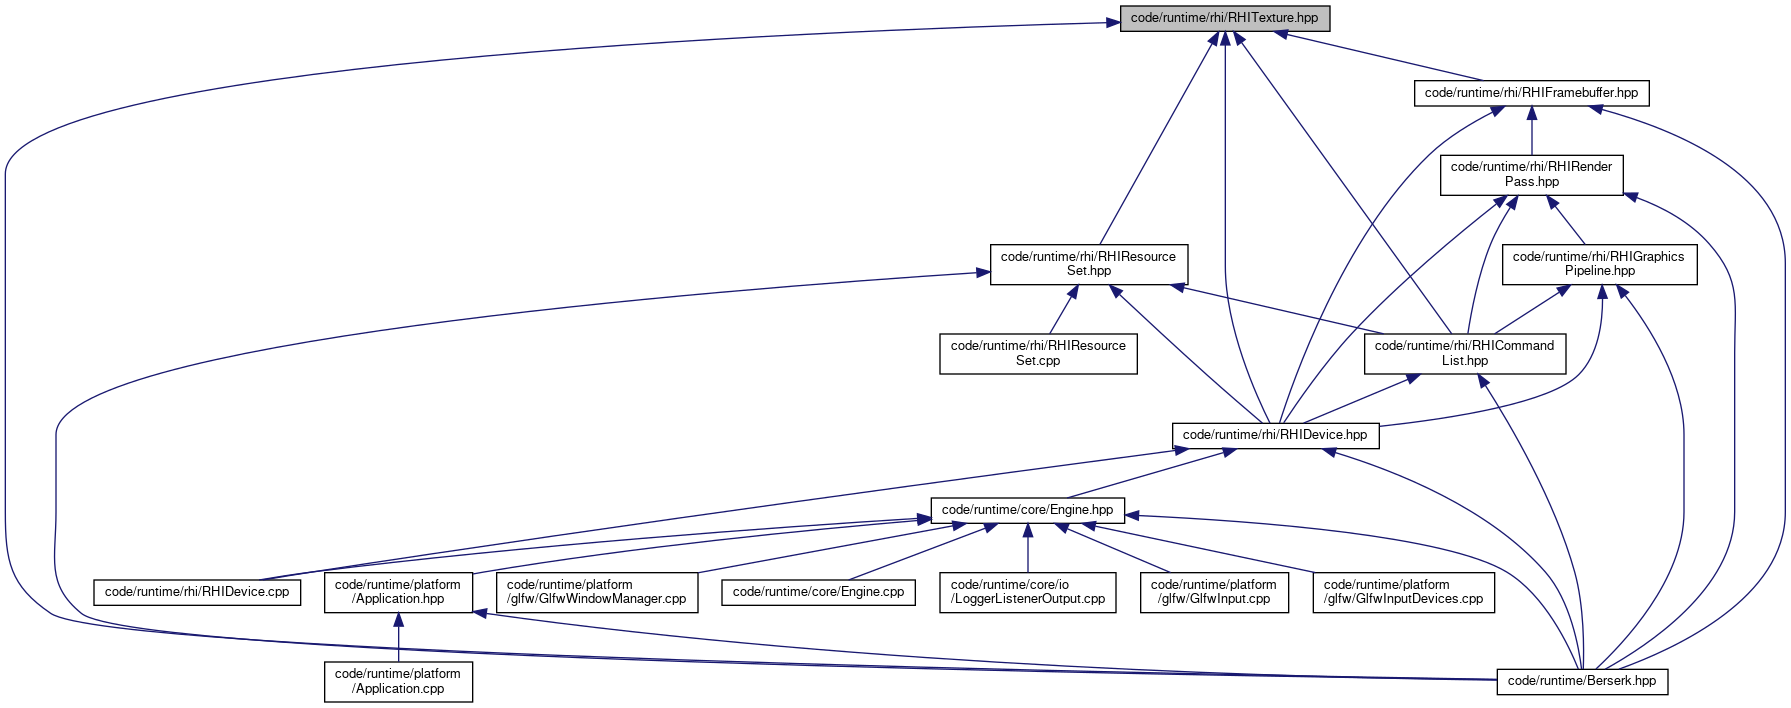 code/runtime/rhi/RHITexture.hpp
code/runtime/rhi/RHIFramebuffer.hpp
code/runtime/rhi/RHIRender
Pass.hpp
code/runtime/rhi/RHIResource
Set.hpp
code/runtime/rhi/RHIGraphics
Pipeline.hpp
code/runtime/rhi/RHIResource
Set.cpp
code/runtime/rhi/RHICommand
List.hpp
code/runtime/rhi/RHIDevice.hpp
code/runtime/core/Engine.hpp
code/runtime/rhi/RHIDevice.cpp
code/runtime/platform
/Application.hpp
code/runtime/platform
/glfw/GlfwWindowManager.cpp
code/runtime/core/Engine.cpp
code/runtime/core/io
/LoggerListenerOutput.cpp
code/runtime/platform
/glfw/GlfwInput.cpp
code/runtime/platform
/glfw/GlfwInputDevices.cpp
code/runtime/platform
/Application.cpp
code/runtime/Berserk.hpp